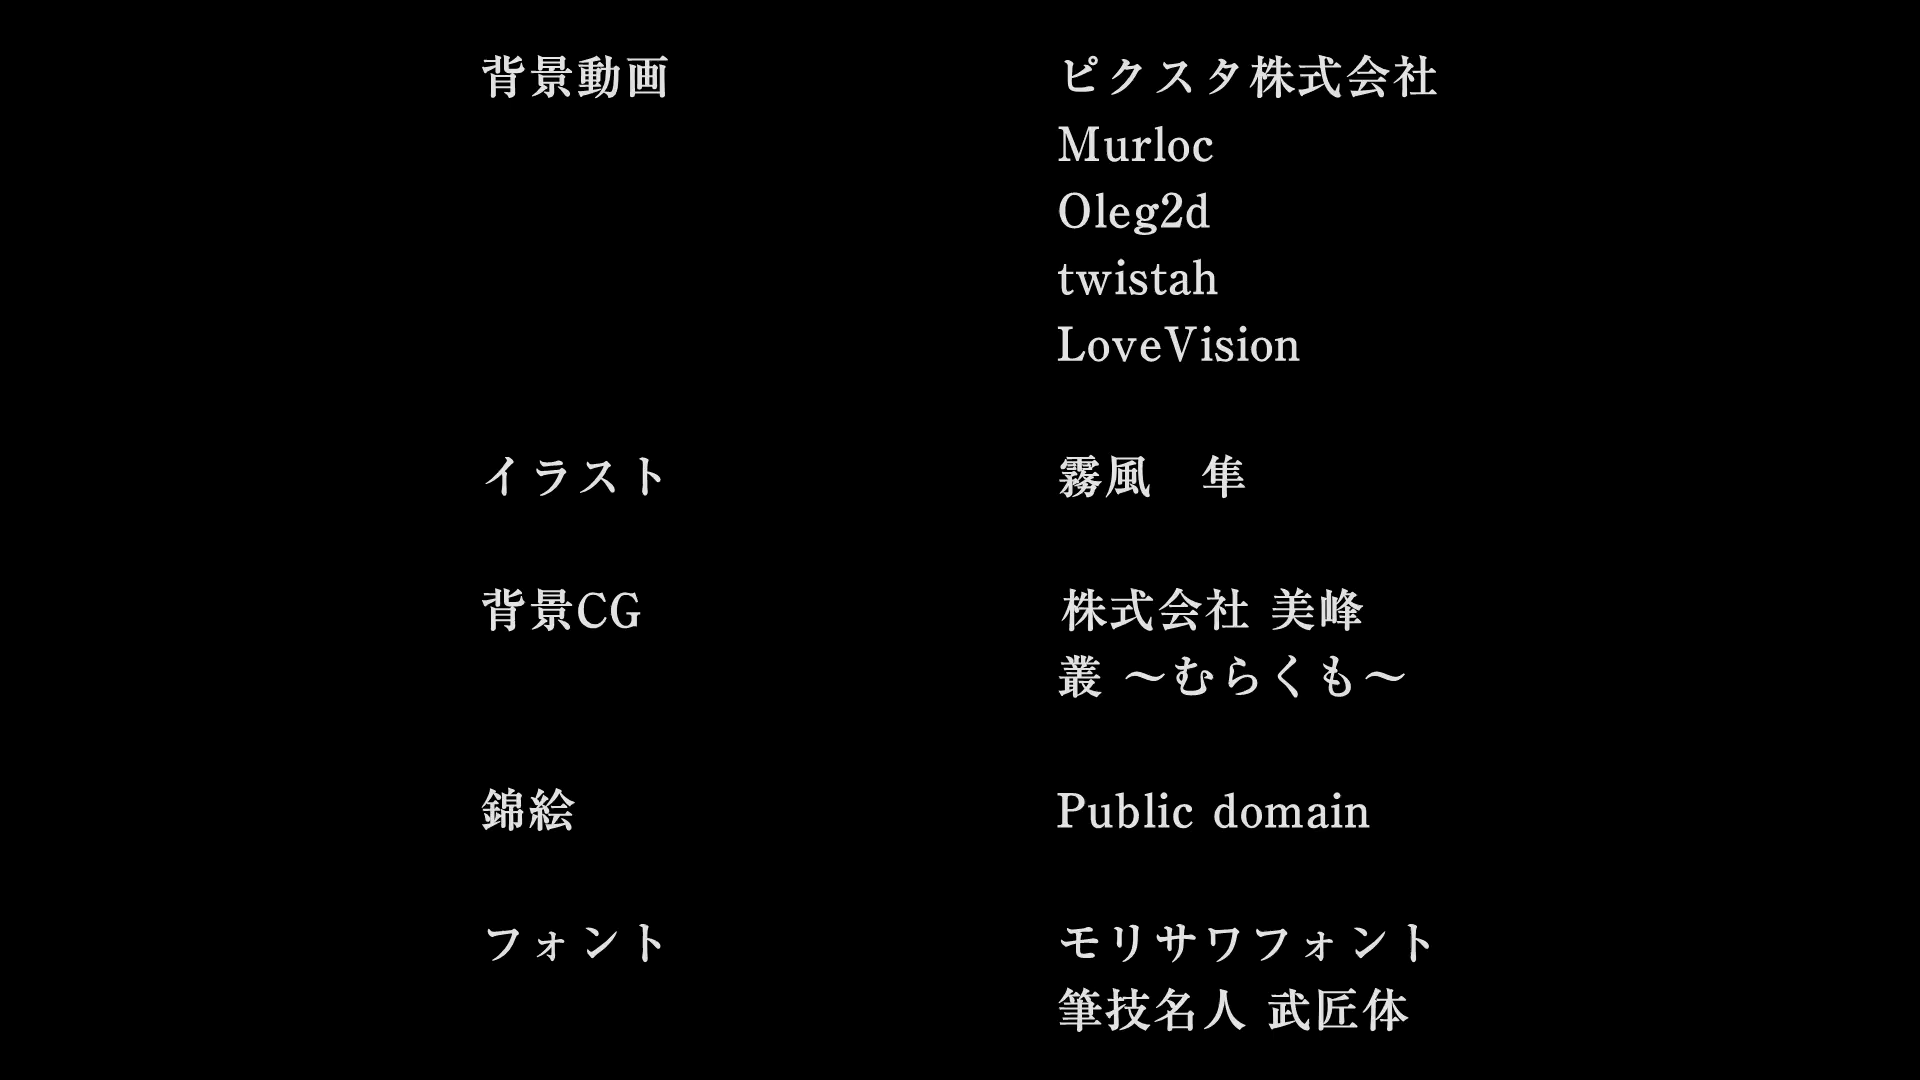 背景動画　ピクスタ株式会社
Murloc
Oleg2d
twistah
LoveVision
イラスト　霧風　隼
背景CG　株式会社 美峰
叢 ～むらくも～
錦絵　Public domain
フォント　モリサワフォント
筆技名人 武匠体